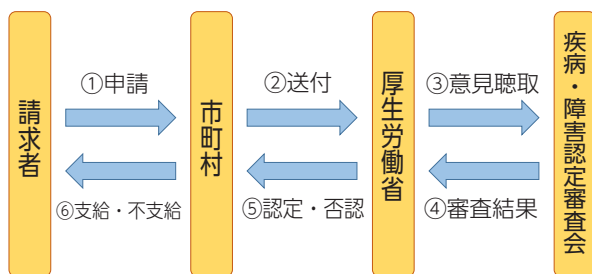 請求者
①申請
⑥支給・不支給
市町村
②送付
⑤認定・否認
厚生労働省
③意見聴取
④審査結果
疾病・障害認定審査会